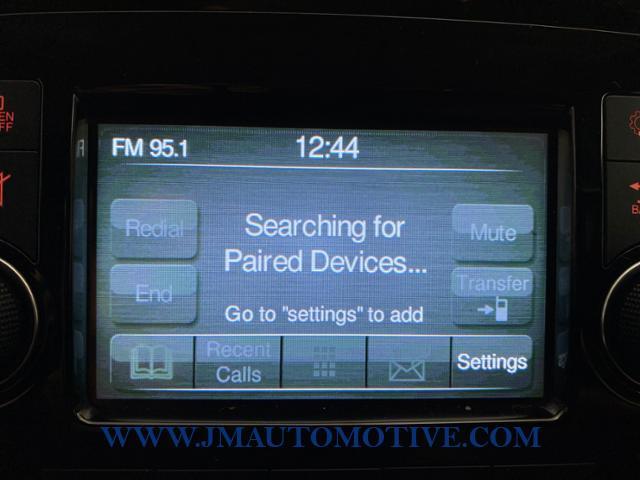 FM 95.1
12:44
Redial
Searching for
Paired Devices...
Mute
End
Transfer
Go to "settings" to add
Recent
Calls
Settings
WWW.JMAUTOMOTIVE.COM